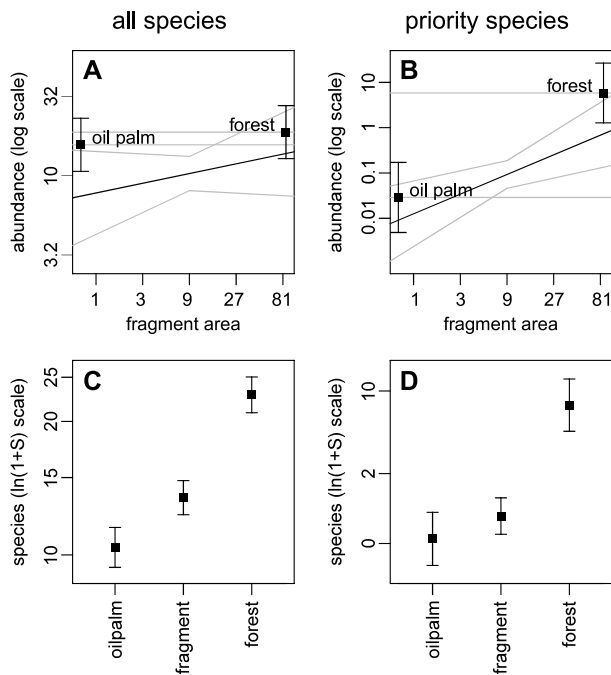 all species
priority species
A
abundance (log scale)
32
10
3.2
oil palm
forest
1 3 9 27 81
fragment area
B
abundance (log scale)
10
1
0.1
0.01
forest
oil palm
1 3 9 27 81
fragment area
C
species (ln(1+S) scale)
25
20
15
10
oilpalm
fragment
forest
D
species (ln(1+S) scale)
10
2
0
oilpalm
fragment
forest